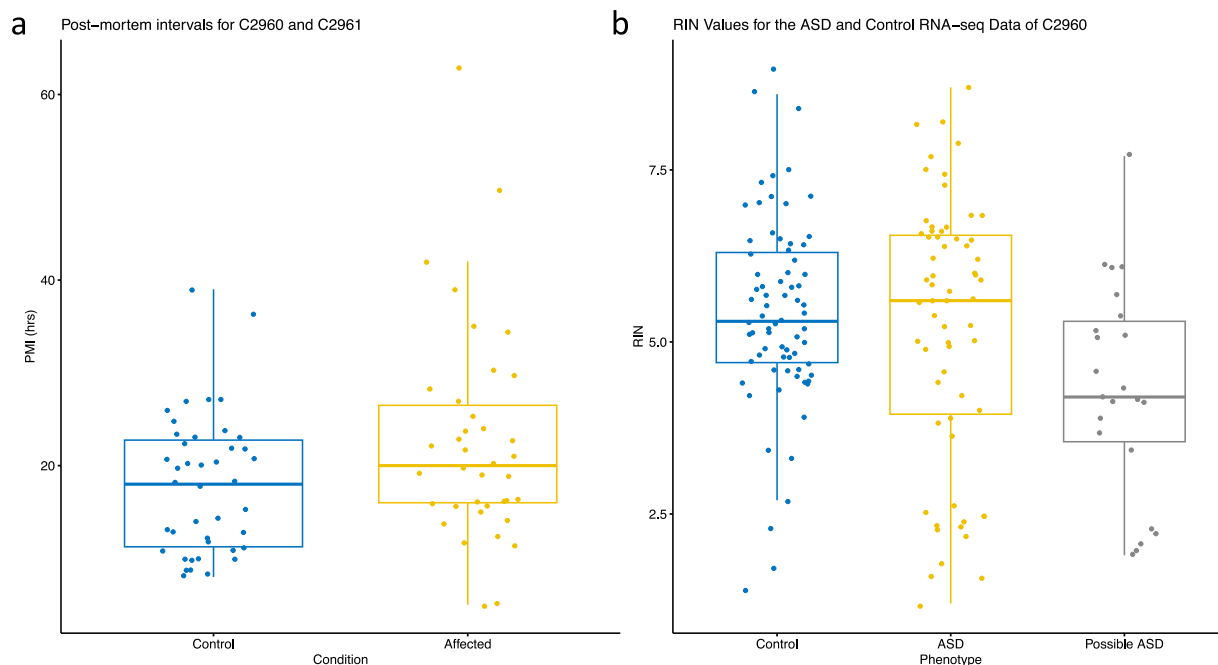 a
Post-mortem intervals for C2960 and C2961
60
40
20
PMI (hrs)
Control
Affected
Condition
b
RIN Values for the ASD and Control RNA-seq Data of C2960
7.5
5.0
2.5
RIN
Control
ASD
Possible ASD
Phenotype